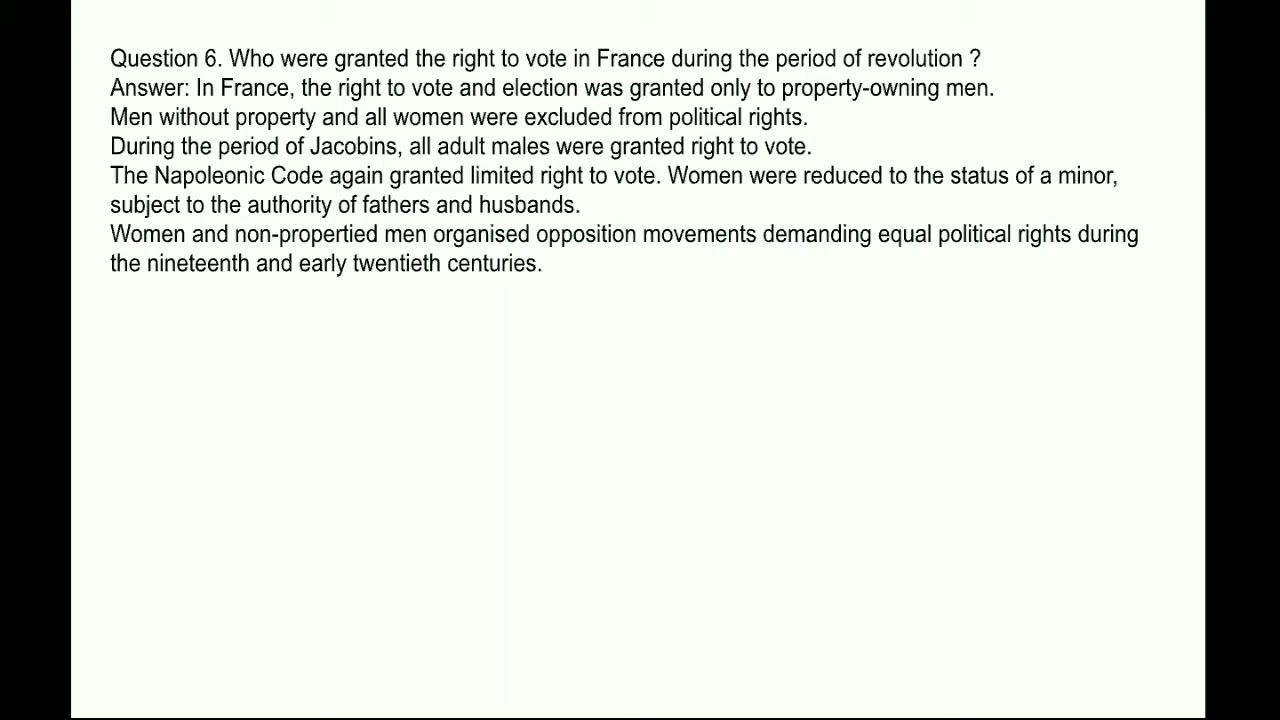 Question 6. Who were granted the right to vote in France during the period of revolution ?
Answer: In France, the right to vote and election was granted only to property-owning men.
Men without property and all women were excluded from political rights.
During the period of Jacobins, all adult males were granted right to vote.
The Napoleonic Code again granted limited right to vote. Women were reduced to the status of a minor,
subject to the authority of fathers and husbands.
Women and non-propertied men organised opposition movements demanding equal political rights during
the nineteenth and early twentieth centuries.